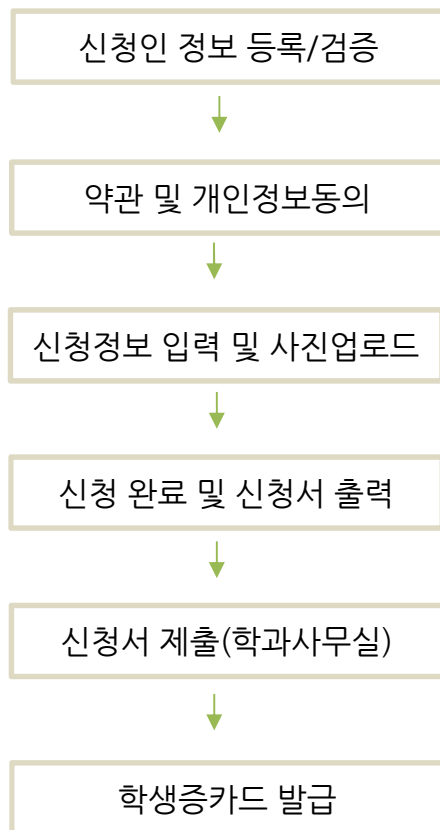 신청인 정보 등록/검증
약관 및 개인정보동의
신청정보 입력 및 사진업로드
신청 완료 및 신청서 출력
신청서 제출(학과사무실)
학생증카드 발급